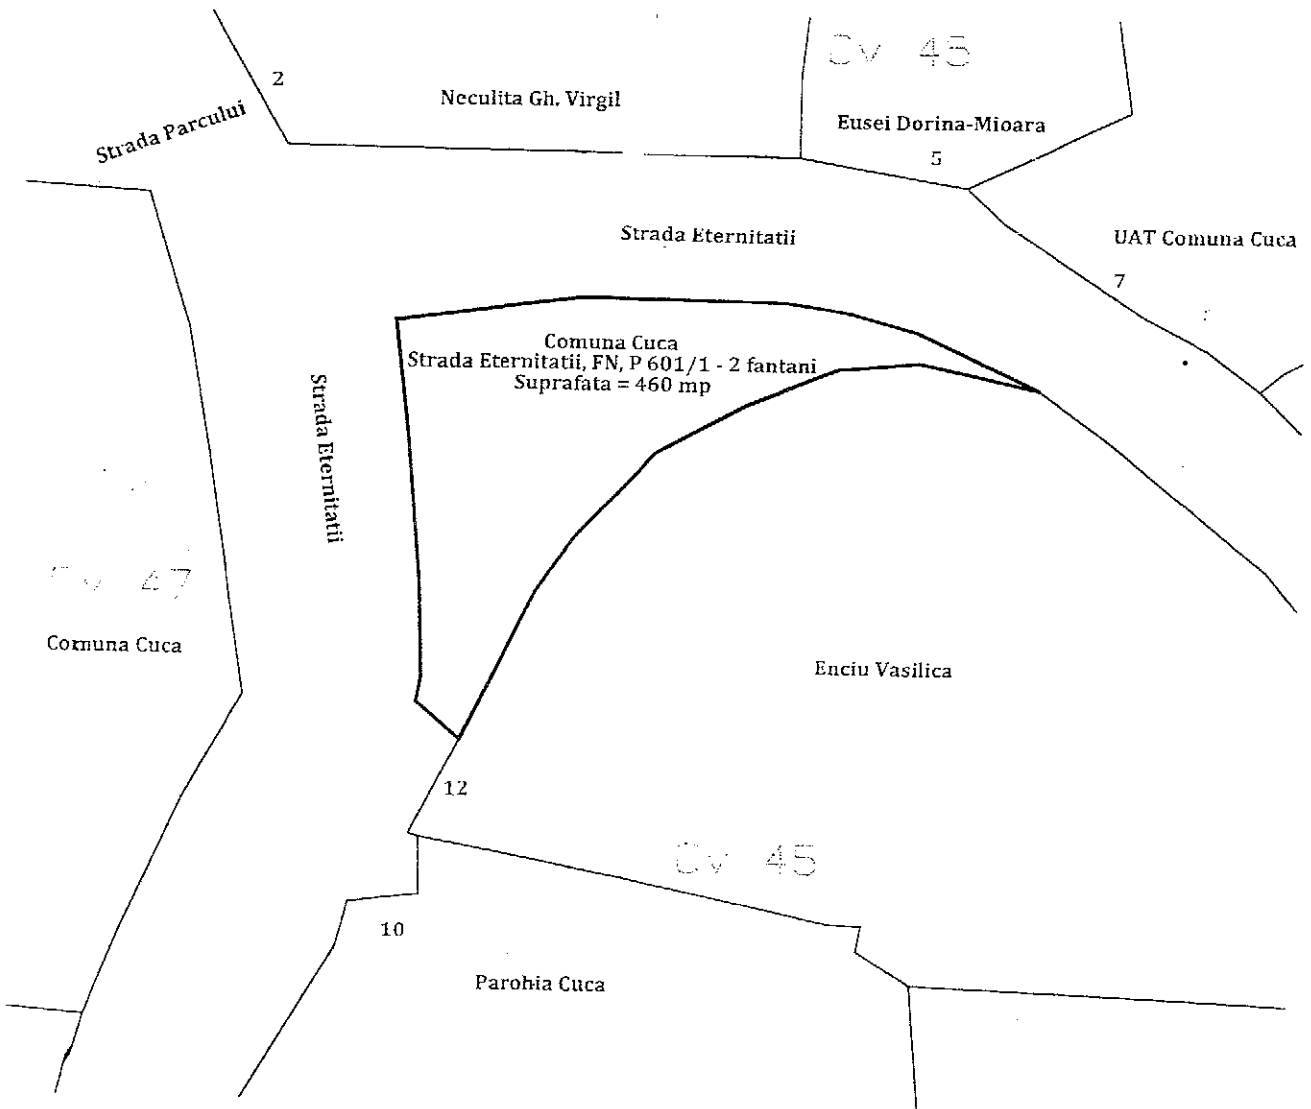 Cv 45
2
Neculita Gh. Virgil
Strada Parcului
Eusei Dorina-Mioara
5
Strada Eternitatii
UAT Comuna Cuca
7
Comuna Cuca
Strada Eternitatii, FN, P 601/1 - 2 fantani
Suprafata = 460 mp
Strada Eternitatii
Cv 47
Comuna Cuca
Enciu Vasilica
12
Cv 45
10
Parohia Cuca